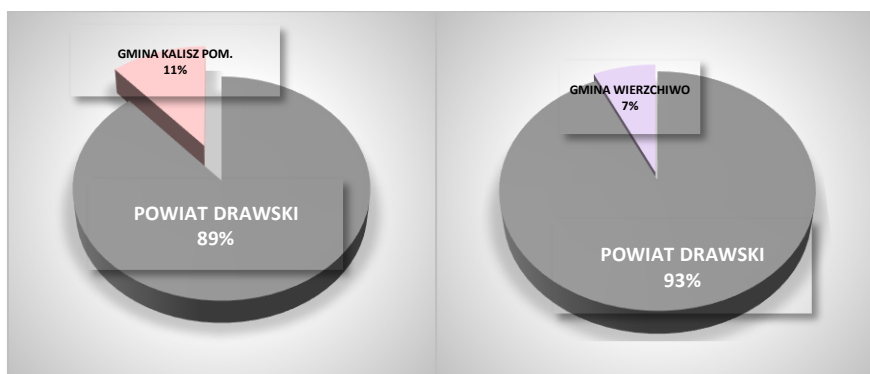 GMINA KALISZ POM.
11%
POWIAT DRAWSKI
89%
GMINA WIERZCHIWO
7%
POWIAT DRAWSKI
93%